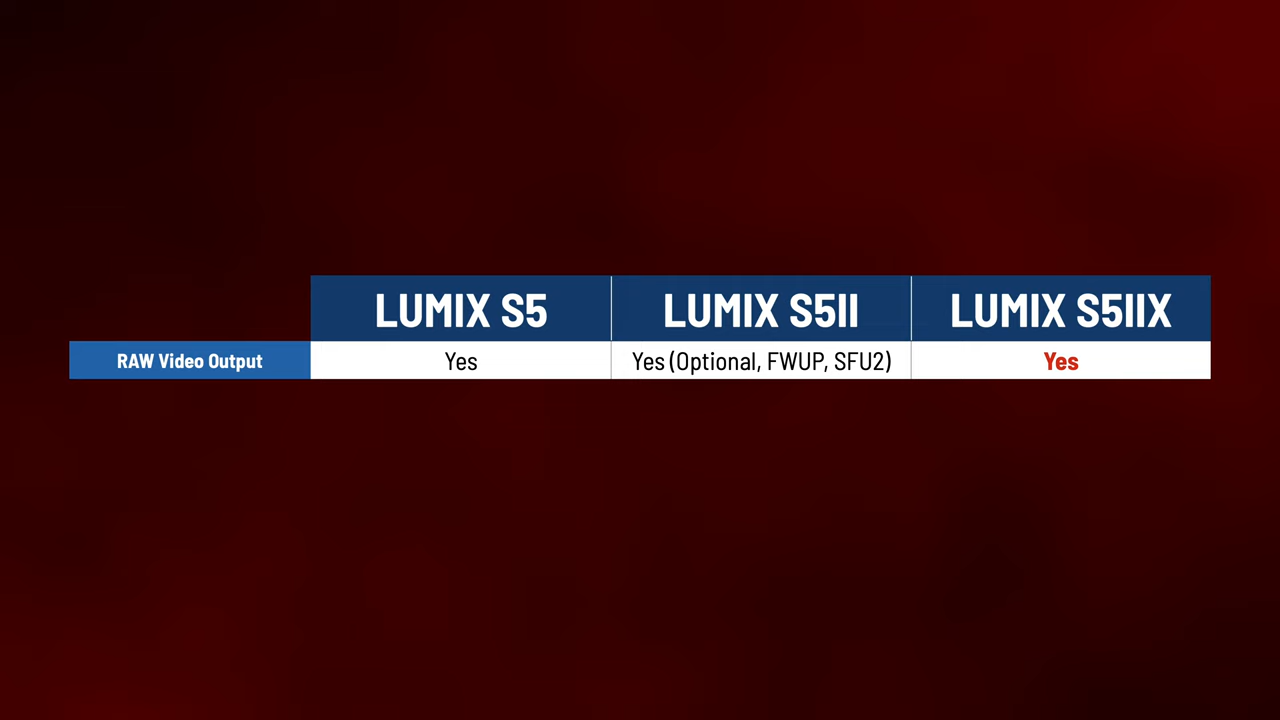 LUMIX S5 LUMIX S5II LUMIX S5IIX
RAW Video Output Yes Yes (Optional, FWUP, SFU2) Yes